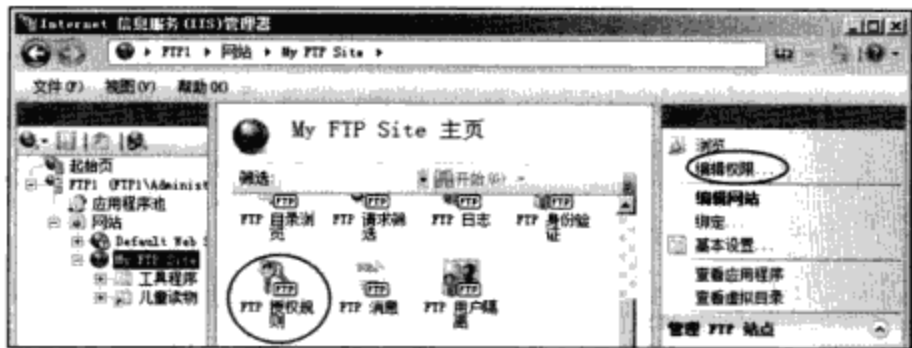 Internet 信息服务(IIS)管理器
FTP1 网站 My FTP Site
文件(F) 视图(V) 帮助(H)
My FTP Site 主页
筛选: 开始(G)
FTP 目录浏览
FTP 请求筛选
FTP 日志
FTP 身份验证
FTP 授权规则
FTP 消息
FTP 用户隔离
起始页
FTP1 (FTP1\Administ
应用程序池
网站
Default Web S
My FTP Site
工具程序
儿童读物
浏览
编辑权限...
编辑网站
绑定...
基本设置...
查看应用程序
查看虚拟目录
管理 FTP 站点